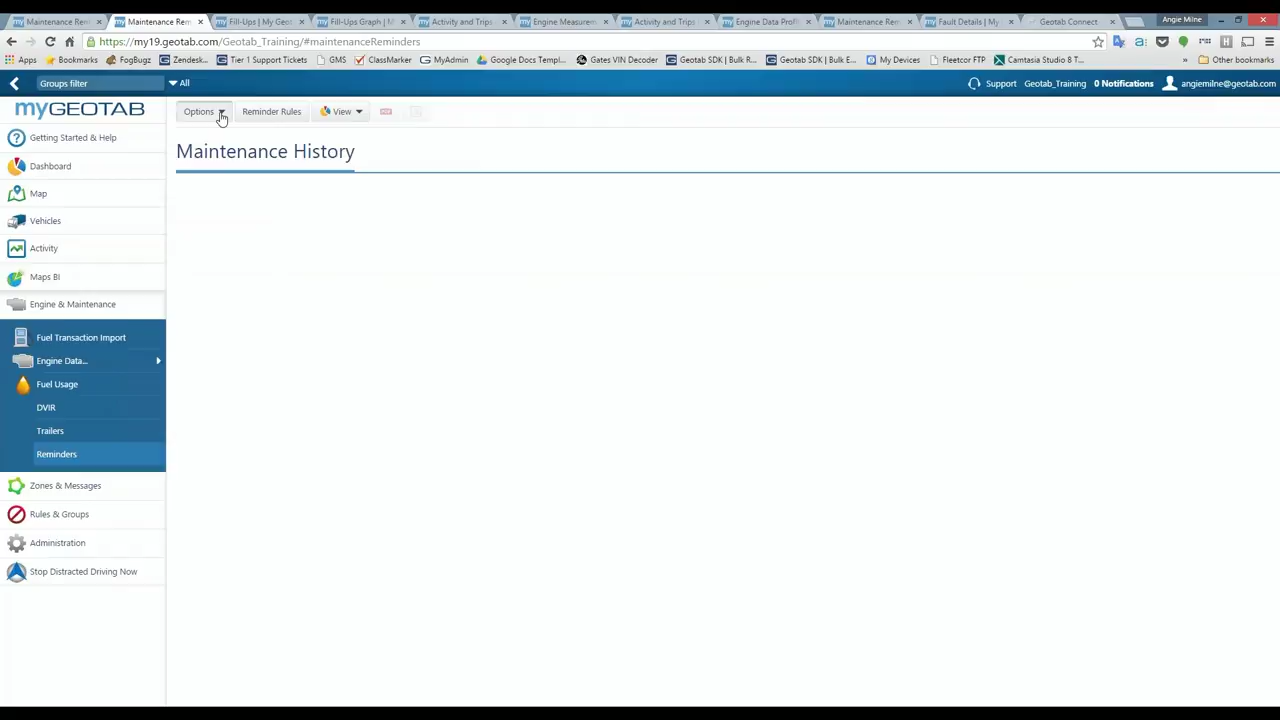 Maintenance Rem
Maintenance Rem
Fill-Ups | My Geot
Fill-Ups Graph | M
Activity and Trips
Engine Measurem
Activity and Trips
Engine Data Profil
Maintenance Rem
Fault Details | My
Geotab Connect
Angie Milne
https://my19.geotab.com/Geotab_Training/#maintenanceReminders
Apps
Bookmarks
FogBugz
Zendesk...
Tier 1 Support Tickets
GMS
ClassMarker
MyAdmin
Google Docs Templ...
Gates VIN Decoder
Geotab SDK | Bulk R...
Geotab SDK | Bulk E...
My Devices
Fleetcor FTP
Camtasia Studio 8 T...
»
Other bookmarks
Groups filter
All
Support
Geotab_Training
0 Notifications
angiemilne@geotab.com
myGEOTAB
Options
Reminder Rules
View
Maintenance History
Getting Started & Help
Dashboard
Map
Vehicles
Activity
Maps BI
Engine & Maintenance
Fuel Transaction Import
Engine Data...
Fuel Usage
DVIR
Trailers
Reminders
Zones & Messages
Rules & Groups
Administration
Stop Distracted Driving Now